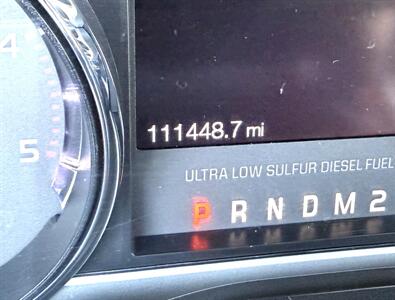 4
5
111448.7 mi
ULTRA LOW SULFUR DIESEL FUEL
P R N D M 2